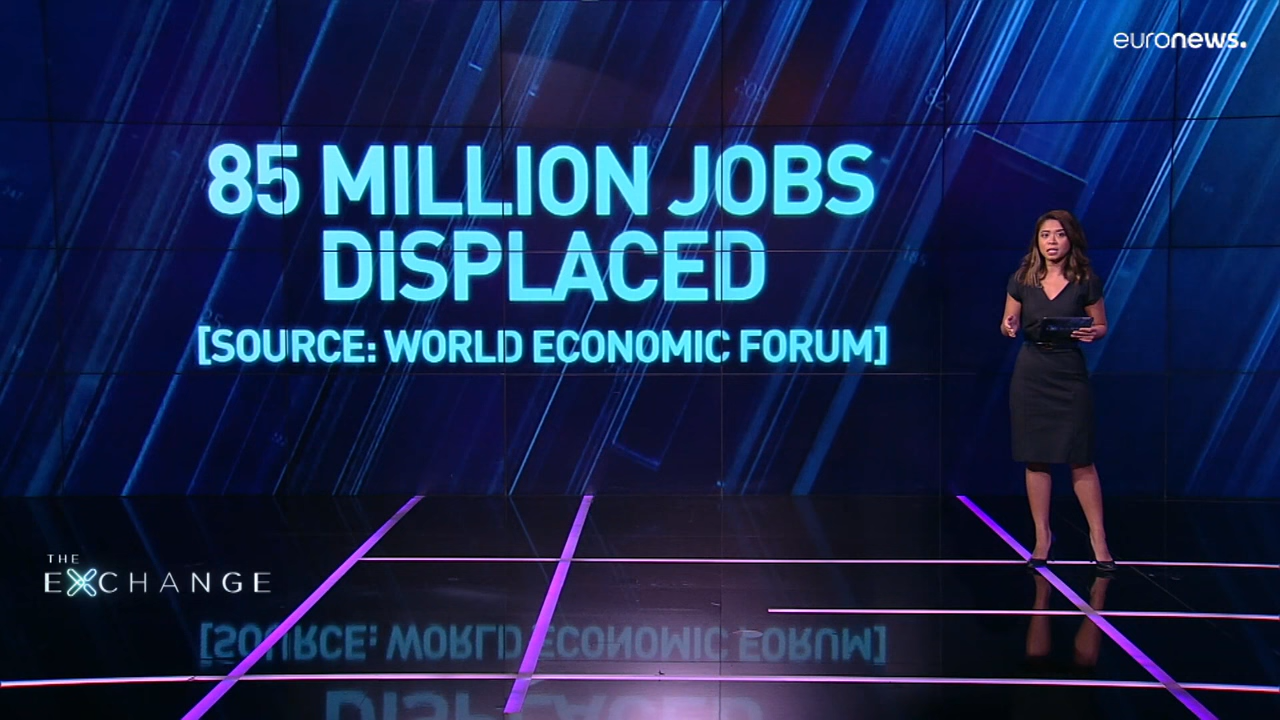 euronews.
85 MILLION JOBS
DISPLACED
[SOURCE: WORLD ECONOMIC FORUM]
THE
EXCHANGE